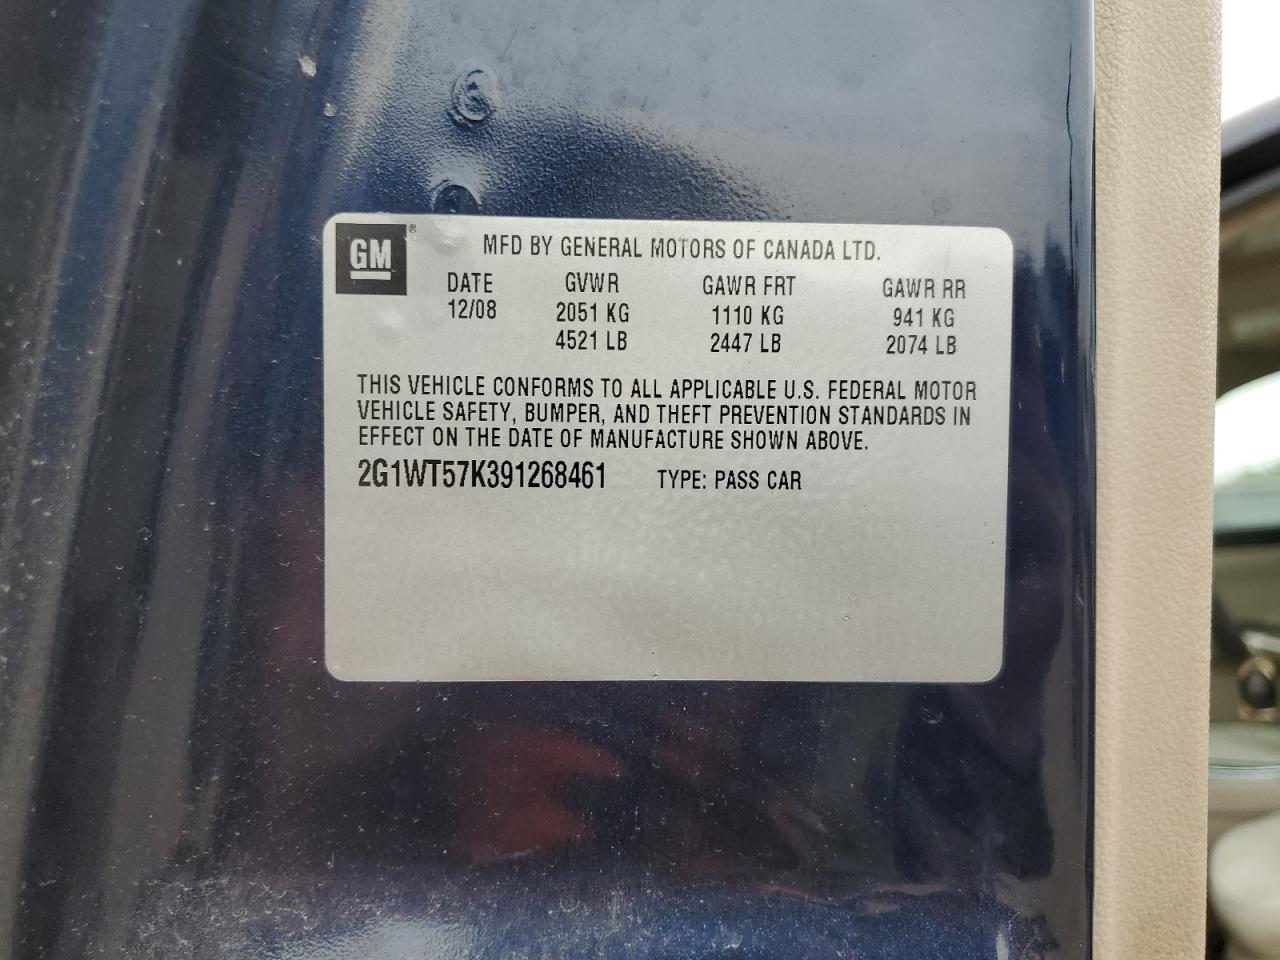 GM ® MFD BY GENERAL MOTORS OF CANADA LTD.
DATE GVWR GAWR FRT GAWR RR
12/08 2051 KG 1110 KG 941 KG
4521 LB 2447 LB 2074 LB
THIS VEHICLE CONFORMS TO ALL APPLICABLE U.S. FEDERAL MOTOR
VEHICLE SAFETY, BUMPER, AND THEFT PREVENTION STANDARDS IN
EFFECT ON THE DATE OF MANUFACTURE SHOWN ABOVE.
2G1WT57K391268461 TYPE: PASS CAR